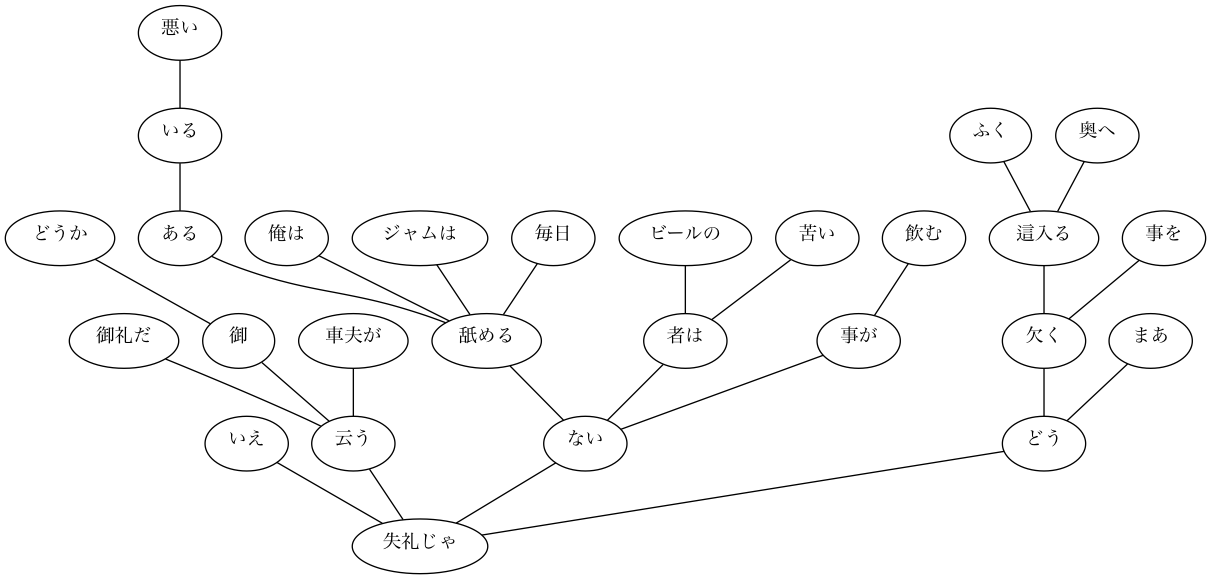 悪い
いる
ふく
奥へ
どうか
ある
俺は
ジャムは
毎日
ビールの
苦い
飲む
這入る
事を
御礼だ
御
車夫が
舐める
者は
事が
欠く
まあ
いえ
云う
ない
どう
失礼じゃ